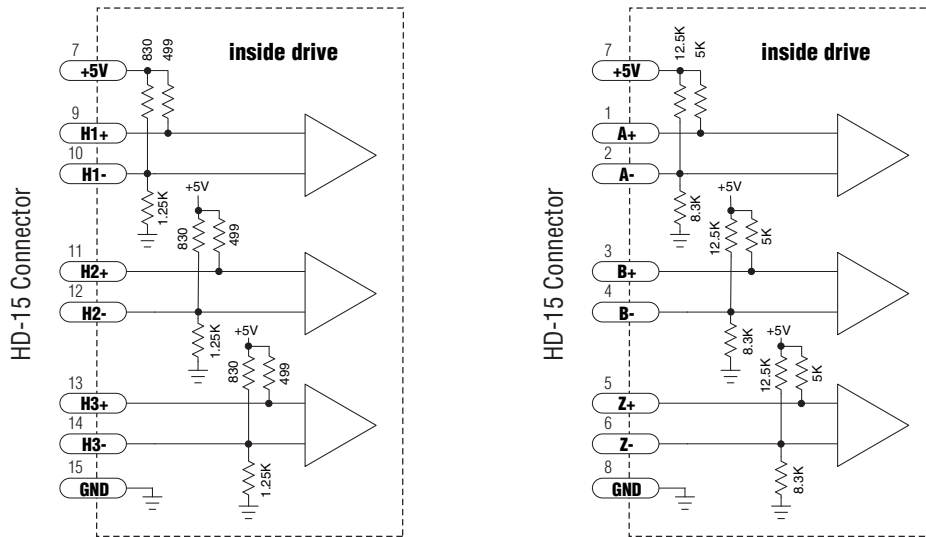 HD-15 Connector
inside drive
7
+5V
830
499
9
H1+
10
H1-
1.25K
+5V
830
499
11
H2+
12
H2-
1.25K
+5V
830
499
13
H3+
14
H3-
1.25K
15
GND
HD-15 Connector
inside drive
7
+5V
12.5K
5K
1
A+
2
A-
8.3K
+5V
12.5K
5K
3
B+
4
B-
8.3K
+5V
12.5K
5K
5
Z+
6
Z-
8.3K
8
GND